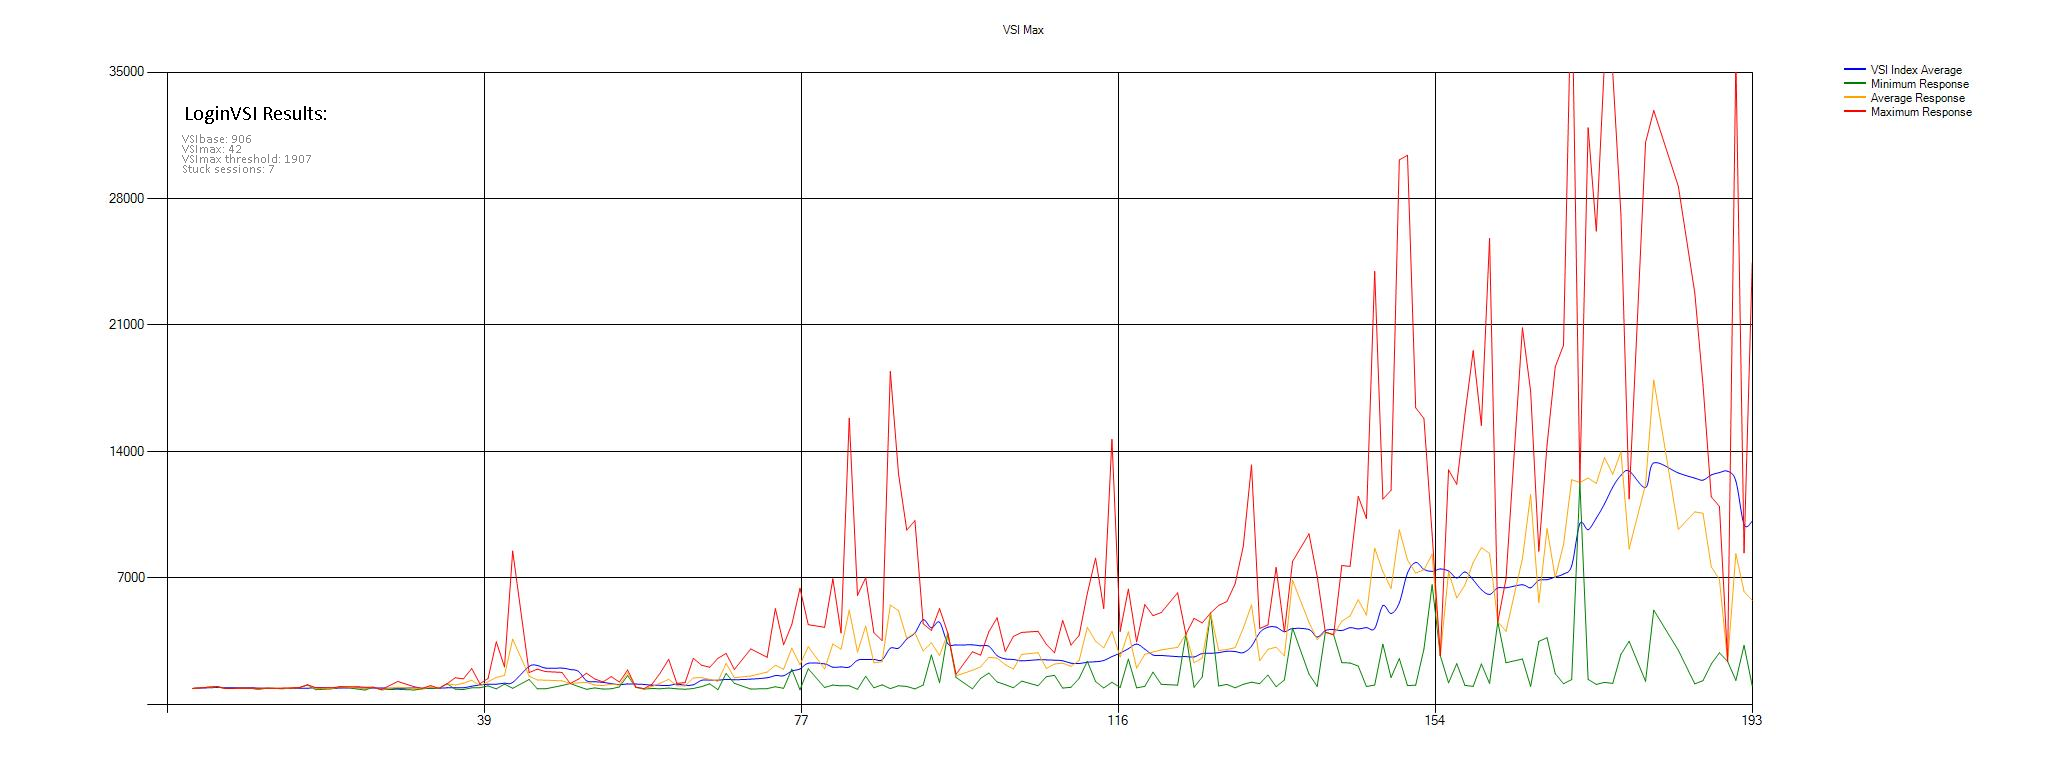 VSI Max
35000
28000
21000
14000
7000
LoginVSI Results:
VSIbase: 906
VSImax: 42
VSImax threshold: 1907
Stuck sessions: 7
39
77
116
154
193
VSI Index Average
Minimum Response
Average Response
Maximum Response